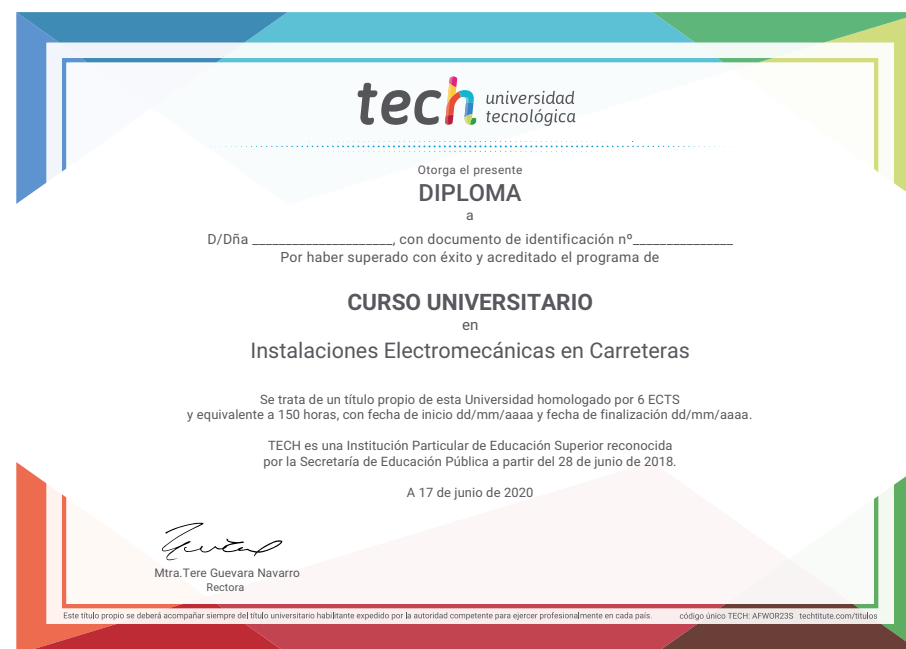 tech universidad
tecnológica
Otorga el presente
DIPLOMA
a
D/Dña _____________________, con documento de identificación nº_______________
Por haber superado con éxito y acreditado el programa de
CURSO UNIVERSITARIO
en
Instalaciones Electromecánicas en Carreteras
Se trata de un título propio de esta Universidad homologado por 6 ECTS
y equivalente a 150 horas, con fecha de inicio dd/mm/aaaa y fecha de finalización dd/mm/aaaa.
TECH es una Institución Particular de Educación Superior reconocida
por la Secretaría de Educación Pública a partir del 28 de junio de 2018.
A 17 de junio de 2020
Mtra.Tere Guevara Navarro
Rectora
Este título propio se deberá acompañar siempre del título universitario habilitante expedido por la autoridad competente para ejercer profesionalmente en cada país. código único TECH: AFWOR23S techtitute.com/titulos